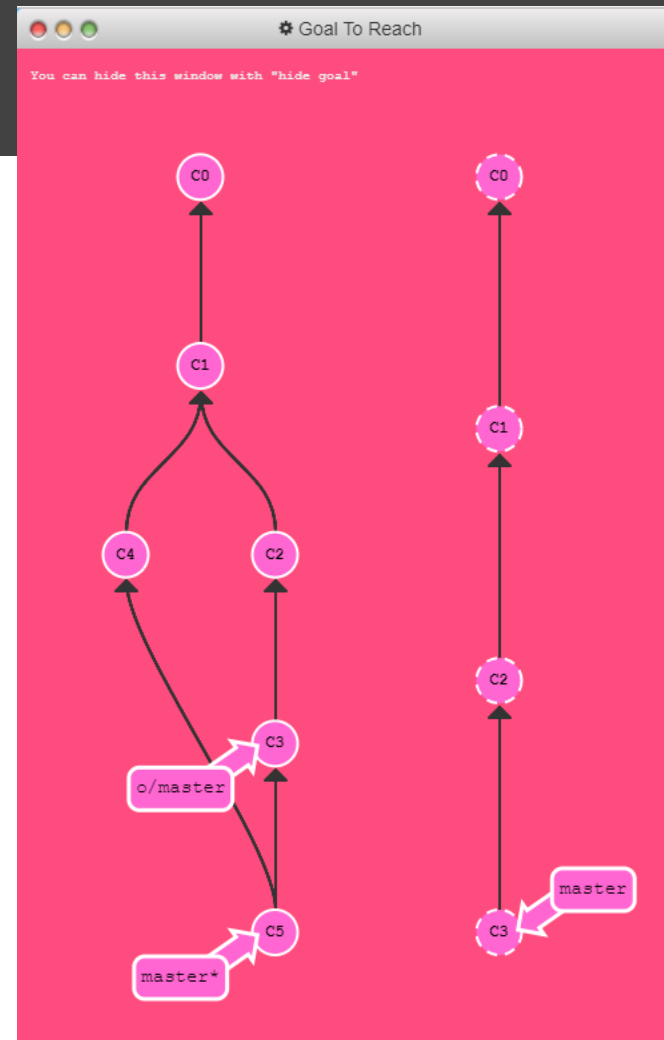 Goal To Reach
You can hide this window with "hide goal"
C0
C0
C1
C1
C4
C2
C2
C3
o/master
master
C5
C3
master*